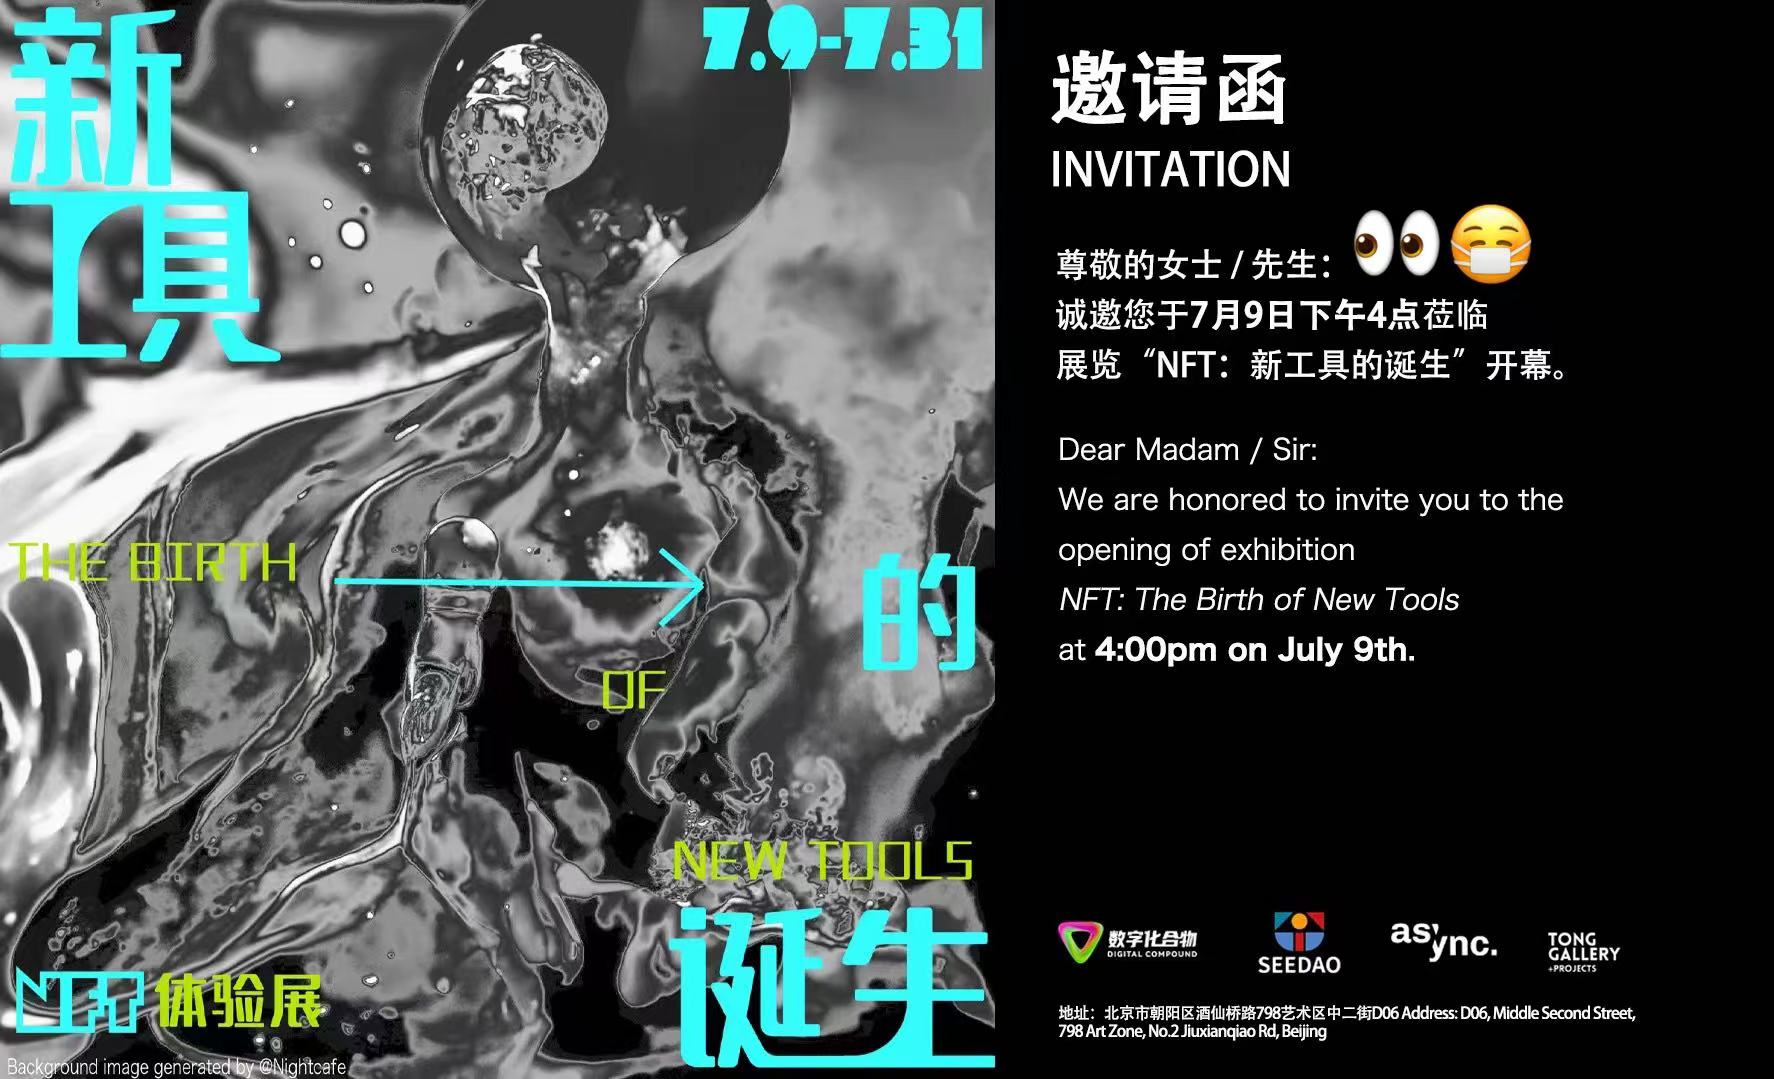 新
工具
7.9-7.31
THE BIRTH
的
OF
NEW TOOLS
诞生
NFT体验展
Background image generated by @Nightcafe
邀请函
INVITATION
尊敬的女士 / 先生：
诚邀您于7月9日下午4点莅临
展览“NFT：新工具的诞生”开幕。
Dear Madam / Sir:
We are honored to invite you to the
opening of exhibition
NFT: The Birth of New Tools
at 4:00pm on July 9th.
数字化合物
DIGITAL COMPOUND
SEEDAO
async.
TONG
GALLERY
+PROJECTS
地址：北京市朝阳区酒仙桥路798艺术区中二街D06 Address: D06, Middle Second Street,
798 Art Zone, No.2 Jiuxianqiao Rd, Beijing